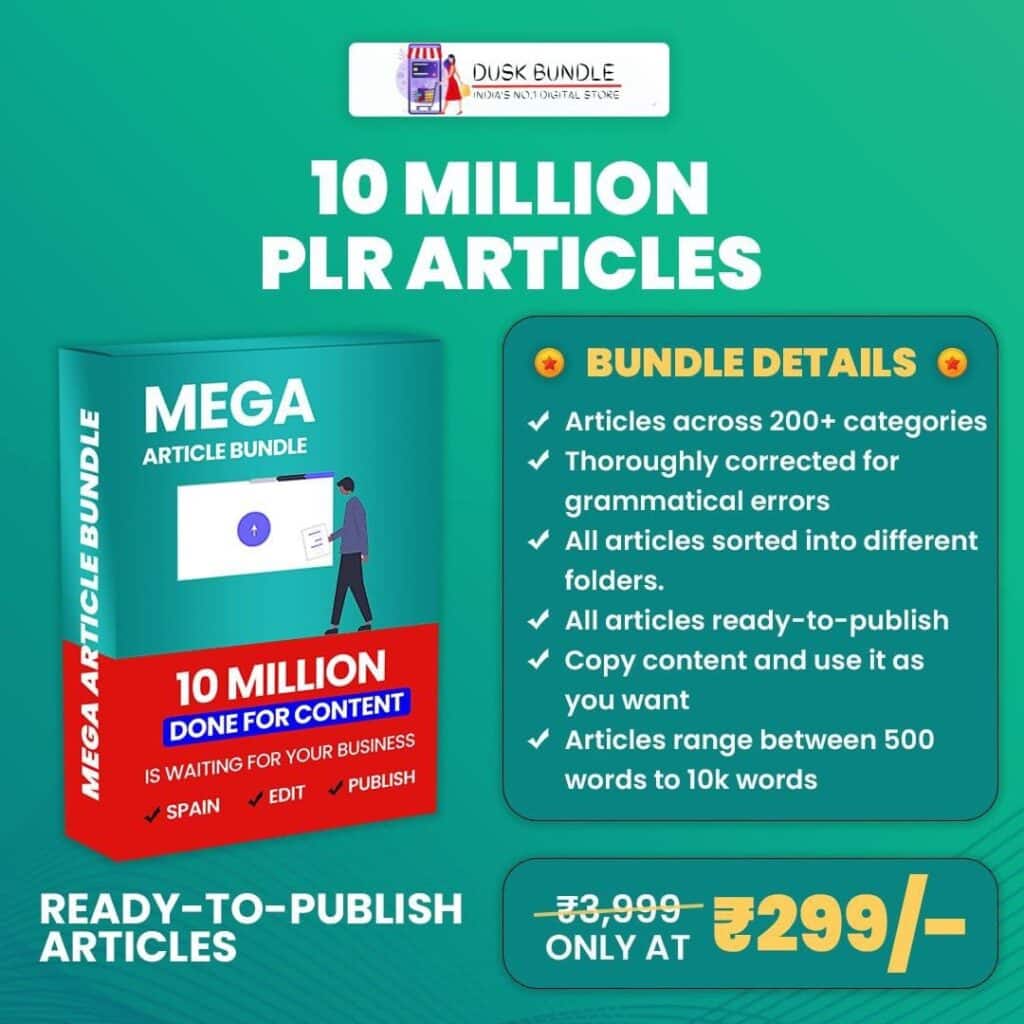 DUSK BUNDLE
INDIA'S NO.1 DIGITAL STORE
10 MILLION
PLR ARTICLES
MEGA ARTICLE BUNDLE
MEGA
ARTICLE BUNDLE
10 MILLION
DONE FOR CONTENT
IS WAITING FOR YOUR BUSINESS
✓ SPAIN ✓ EDIT ✓ PUBLISH
READY-TO-PUBLISH
ARTICLES
BUNDLE DETAILS
✓ Articles across 200+ categories
✓ Thoroughly corrected for
grammatical errors
✓ All articles sorted into different
folders.
✓ All articles ready-to-publish
✓ Copy content and use it as
you want
✓ Articles range between 500
words to 10k words
₹3,999
ONLY AT ₹299/-